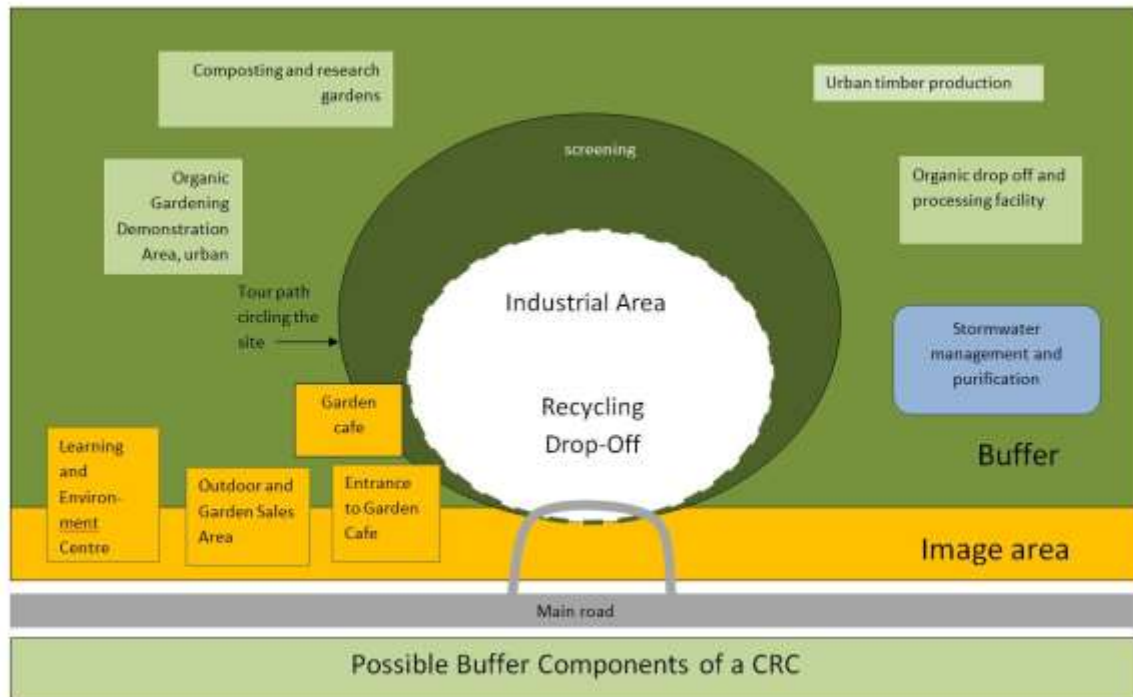 Composting and research
gardens
Urban timber production
screening
Organic
Gardening
Demonstration
Area, urban
Organic drop off and
processing facility
Tour path
circling the
site
Industrial Area
Stormwater
management and
purification
Garden
cafe
Recycling
Drop-Off
Learning
and
Environ-
ment
Centre
Outdoor and
Garden Sales
Area
Entrance
to Garden
Cafe
Buffer
Image area
Main road
Possible Buffer Components of a CRC